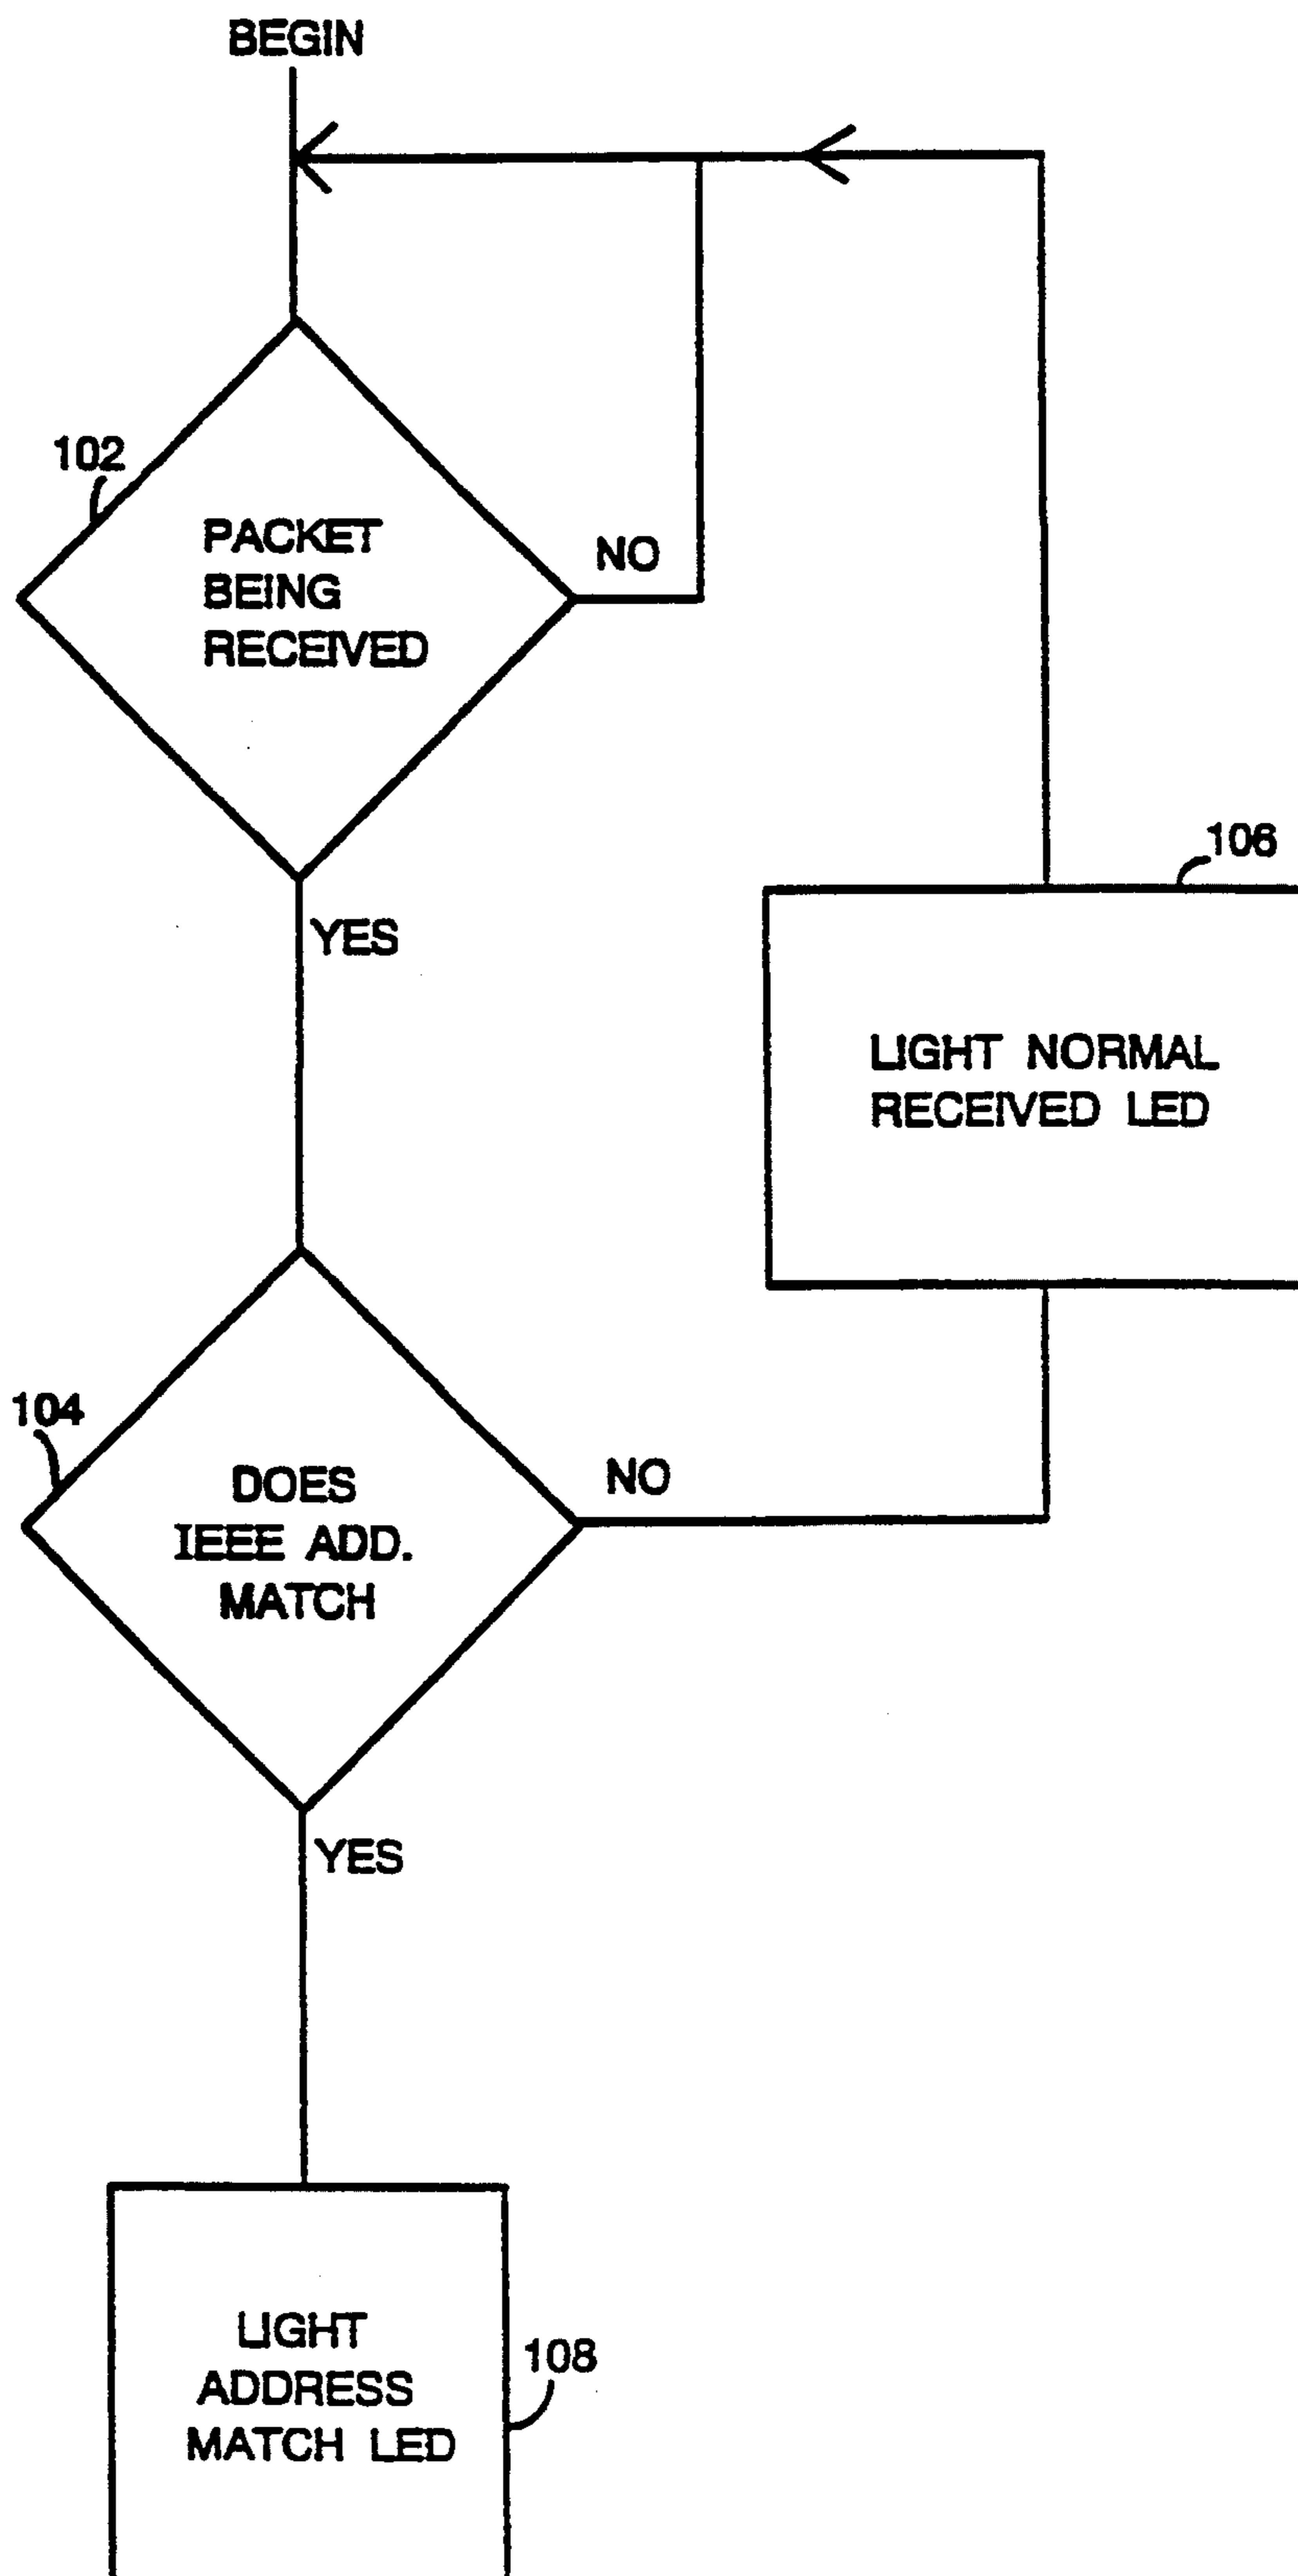 BEGIN
102
PACKET
BEING
RECEIVED
NO
YES
106
LIGHT NORMAL
RECEIVED LED
104
DOES
IEEE ADD.
MATCH
NO
YES
LIGHT
ADDRESS
MATCH LED
108